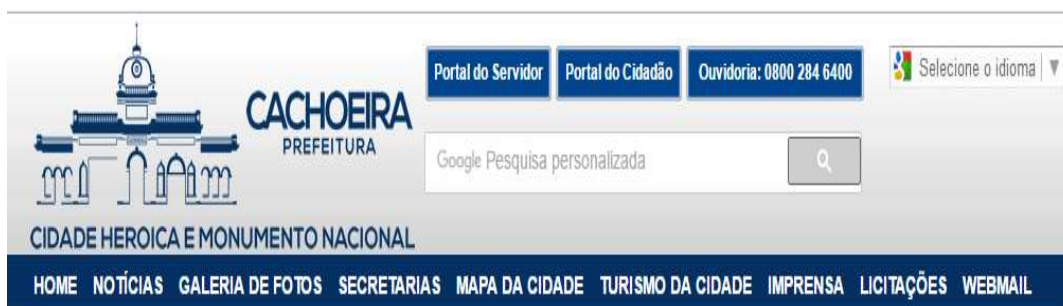 Portal do Servidor
Portal do Cidadão
Ouvidoria: 0800 284 6400
Selecione o idioma
CACHOEIRA
PREFEITURA
Google Pesquisa personalizada
CIDADE HEROICA E MONUMENTO NACIONAL
HOME NOTÍCIAS GALERIA DE FOTOS SECRETARIAS MAPA DA CIDADE TURISMO DA CIDADE IMPRENSA LICITAÇÕES WEBMAIL